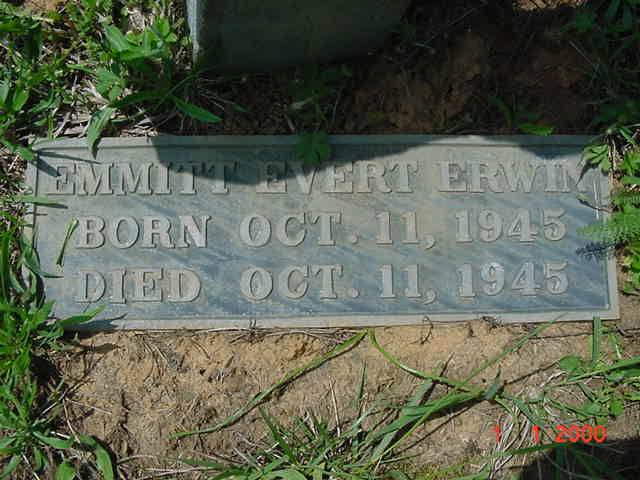 EMMITT EVERT ERWIN
BORN OCT. 11, 1945
DIED OCT. 11, 1945
1 1 2000